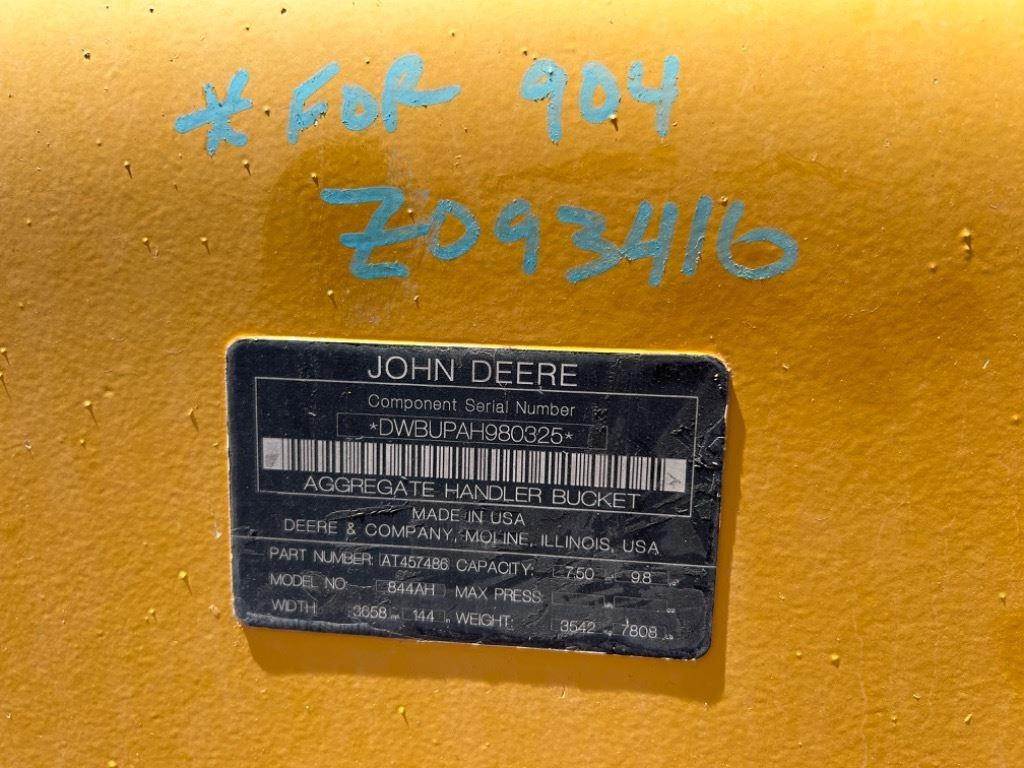 * FOR 904
Z093416
JOHN DEERE
Component Serial Number
*DWBUPAH980325*
AGGREGATE HANDLER BUCKET
MADE IN USA
DEERE & COMPANY, MOLINE, ILLINOIS, USA
PART NUMBER: AT457486 CAPACITY: 7.50 9.8
MODEL NO: 844AH MAX PRESS:
WIDTH: 3658 144 WEIGHT: 3542 7808